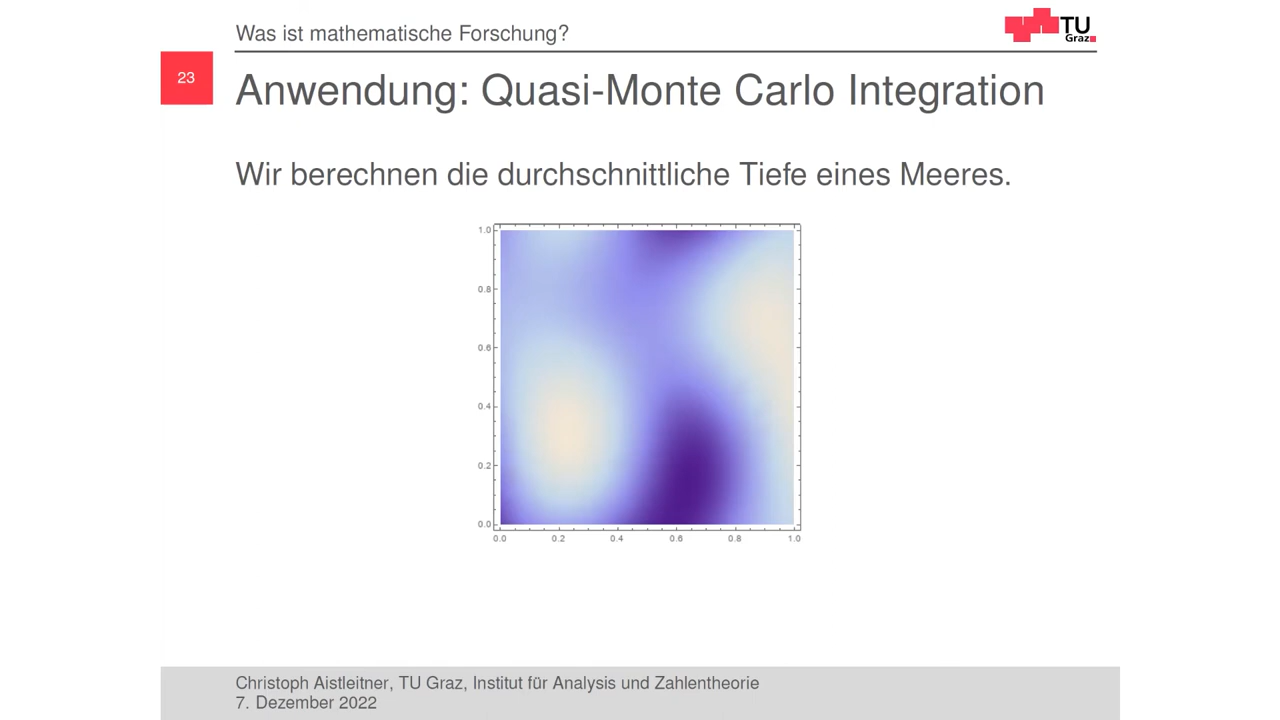 Was ist mathematische Forschung?
TU
Graz
23
Anwendung: Quasi-Monte Carlo Integration
Wir berechnen die durchschnittliche Tiefe eines Meeres.
1.0
0.8
0.6
0.4
0.2
0.0
0.0 0.2 0.4 0.6 0.8 1.0
Christoph Aistleitner, TU Graz, Institut für Analysis und Zahlentheorie
7. Dezember 2022